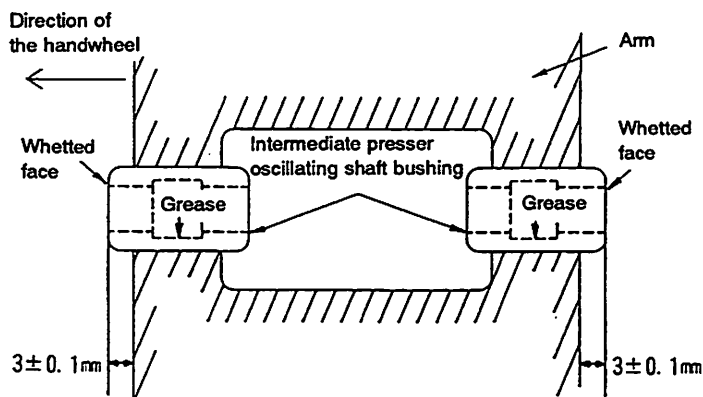 Direction of
the handwheel
Arm
Whetted
face
Intermediate presser
oscillating shaft bushing
Whetted
face
Grease
Grease
3±0. 1mm
3±0. 1mm